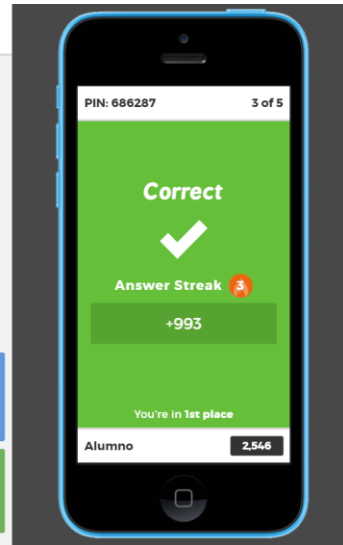 PIN: 686287 3 of 5
Correct
Answer Streak 3
+993
You're in 1st place
Alumno 2,546